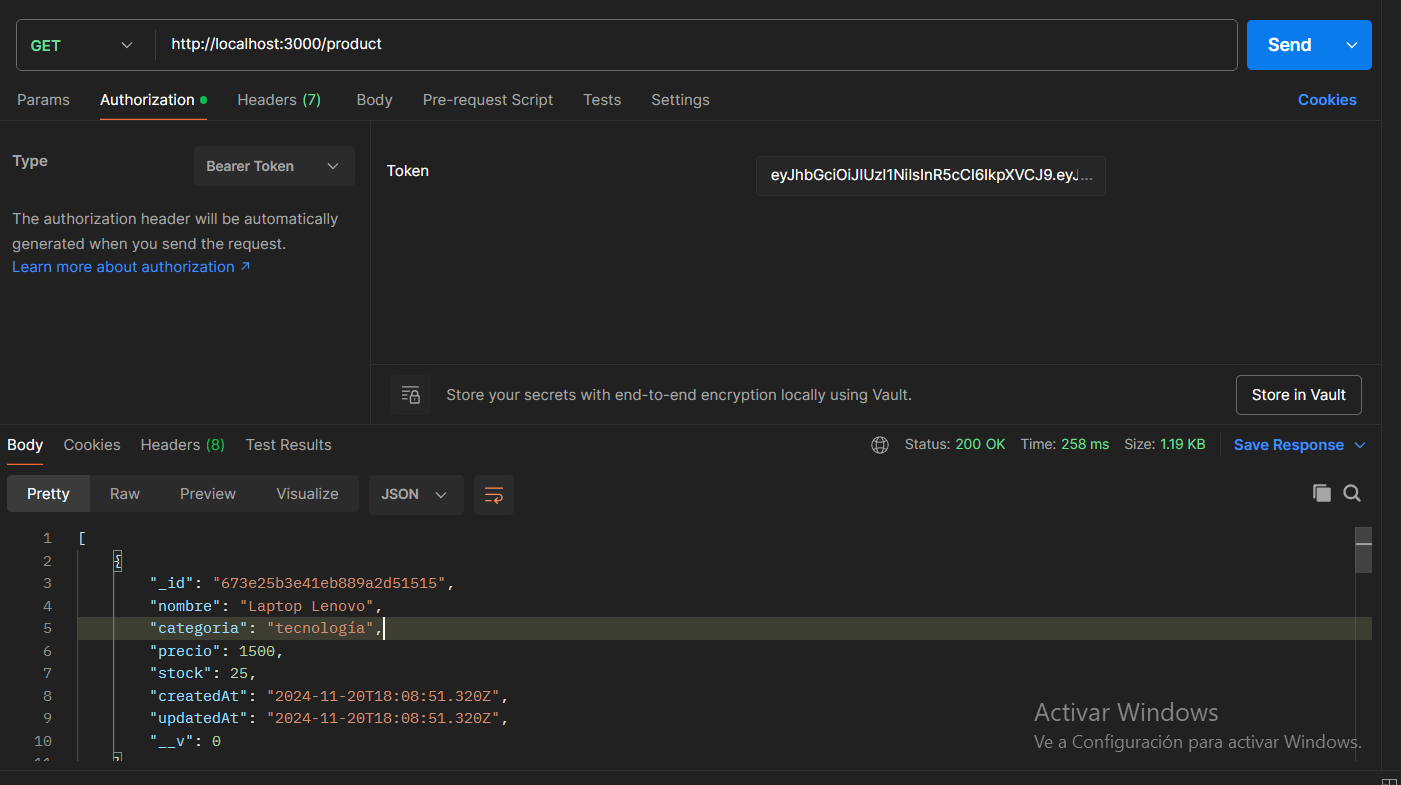 GET http://localhost:3000/product Send
Params Authorization Headers (7) Body Pre-request Script Tests Settings Cookies
Type Bearer Token
Token eyJhbGciOiJIUzI1NiIsInR5cCI6IkpXVCJ9.eyJ...
The authorization header will be automatically
generated when you send the request.
Learn more about authorization ↗
Store your secrets with end-to-end encryption locally using Vault. Store in Vault
Body Cookies Headers (8) Test Results Status: 200 OK Time: 258 ms Size: 1.19 KB Save Response
Pretty Raw Preview Visualize JSON
1 [
2 {
3 "_id": "673e25b3e41eb889a2d51515",
4 "nombre": "Laptop Lenovo",
5 "categoria": "tecnología",
6 "precio": 1500,
7 "stock": 25,
8 "createdAt": "2024-11-20T18:08:51.320Z",
9 "updatedAt": "2024-11-20T18:08:51.320Z",
10 "__v": 0
Activar Windows
Ve a Configuración para activar Windows.